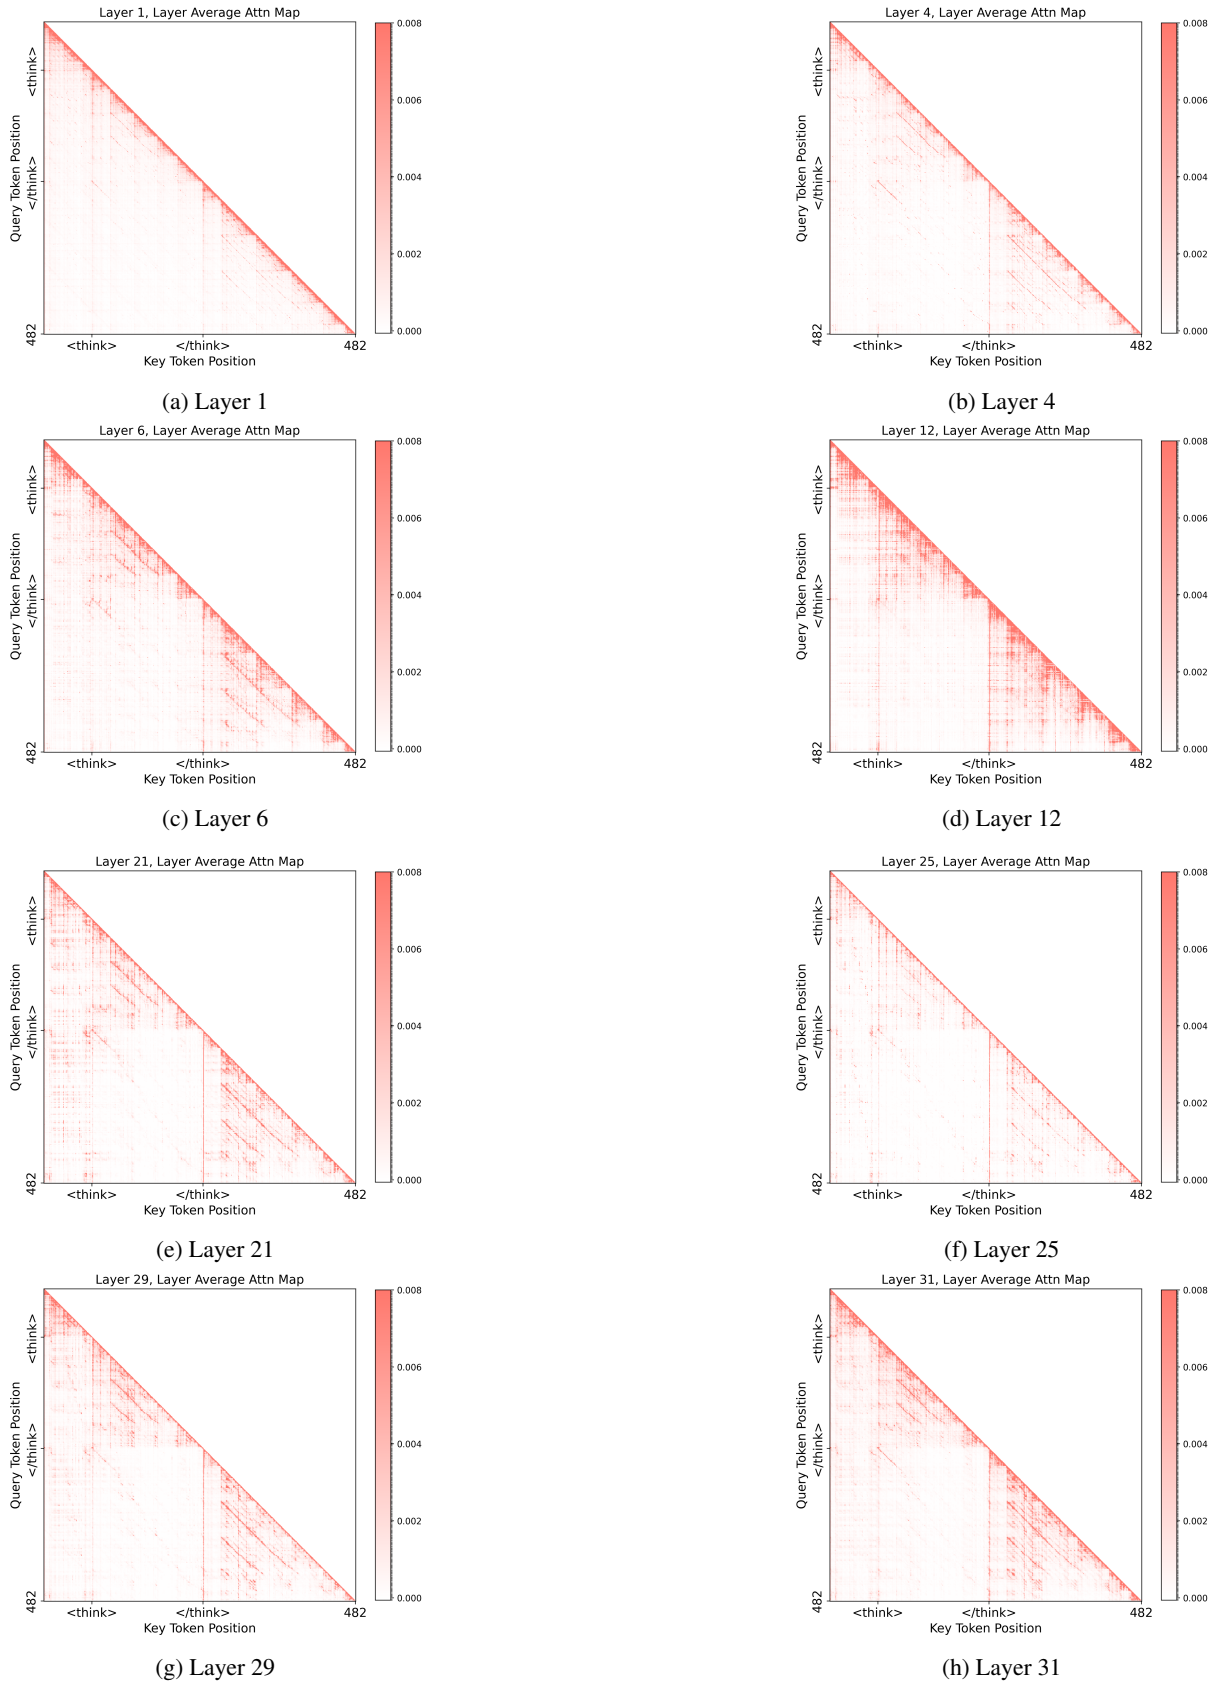 Layer 1, Layer Average Attn Map
Query Token Position
<think>
</think>
482
<think>
</think>
482
Key Token Position
0.008
0.006
0.004
0.002
0.000
(a) Layer 1
Layer 4, Layer Average Attn Map
Query Token Position
<think>
</think>
482
<think>
</think>
482
Key Token Position
0.008
0.006
0.004
0.002
0.000
(b) Layer 4
Layer 6, Layer Average Attn Map
Query Token Position
<think>
</think>
482
<think>
</think>
482
Key Token Position
0.008
0.006
0.004
0.002
0.000
(c) Layer 6
Layer 12, Layer Average Attn Map
Query Token Position
<think>
</think>
482
<think>
</think>
482
Key Token Position
0.008
0.006
0.004
0.002
0.000
(d) Layer 12
Layer 21, Layer Average Attn Map
Query Token Position
<think>
</think>
482
<think>
</think>
482
Key Token Position
0.008
0.006
0.004
0.002
0.000
(e) Layer 21
Layer 25, Layer Average Attn Map
Query Token Position
<think>
</think>
482
<think>
</think>
482
Key Token Position
0.008
0.006
0.004
0.002
0.000
(f) Layer 25
Layer 29, Layer Average Attn Map
Query Token Position
<think>
</think>
482
<think>
</think>
482
Key Token Position
0.008
0.006
0.004
0.002
0.000
(g) Layer 29
Layer 31, Layer Average Attn Map
Query Token Position
<think>
</think>
482
<think>
</think>
482
Key Token Position
0.008
0.006
0.004
0.002
0.000
(h) Layer 31